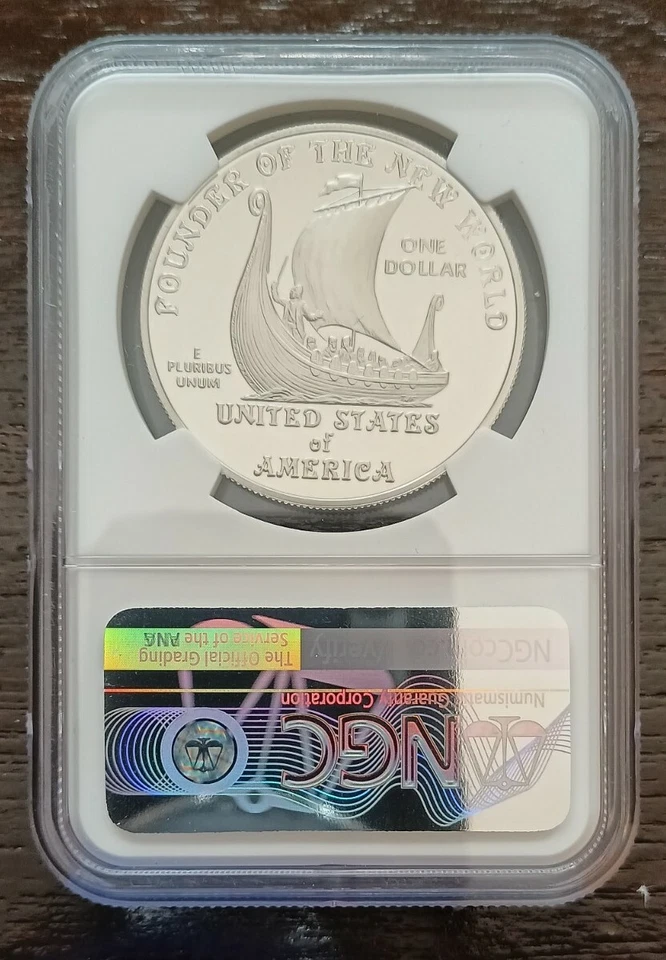 FOUNDER OF THE NEW WORLD
ONE
DOLLAR
E
PLURIBUS
UNUM
UNITED STATES
of
AMERICA
NGC
Numismatic Guaranty Corporation
The Official Grading
Service of the ANA